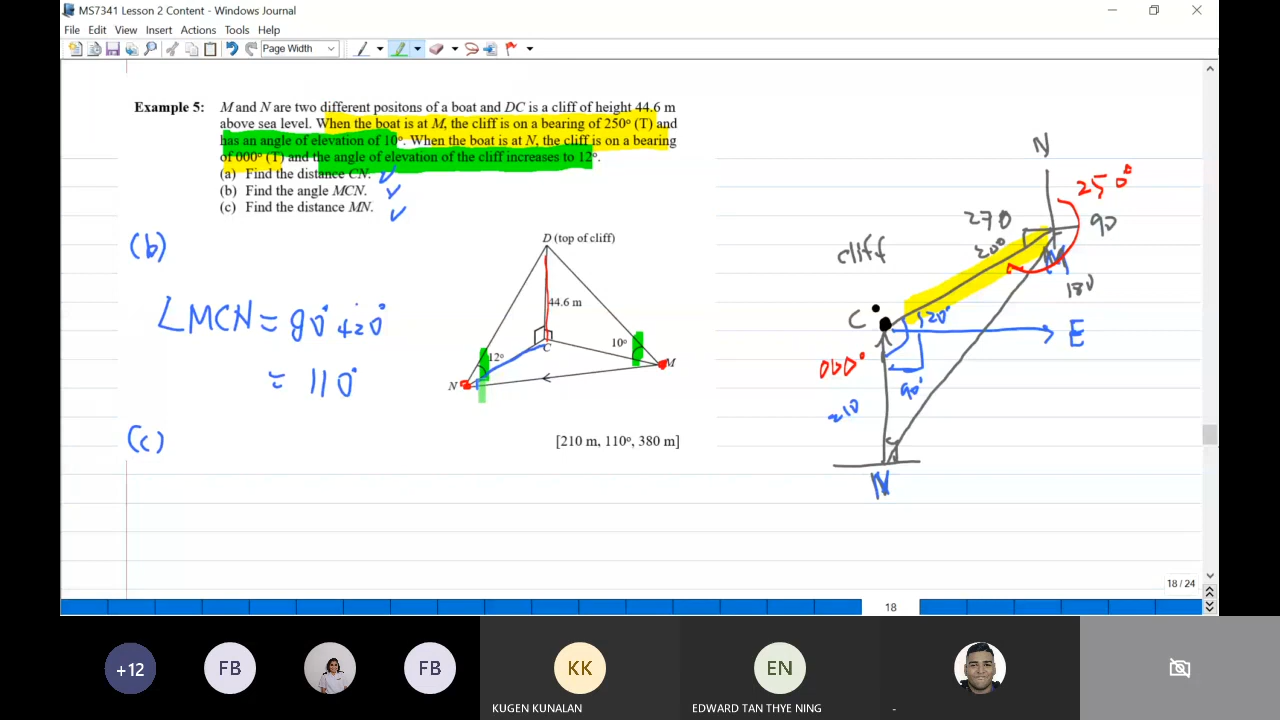 MS7341 Lesson 2 Content - Windows Journal
File Edit View Insert Actions Tools Help
Page Width
Example 5: M and N are two different positons of a boat and DC is a cliff of height 44.6 m
above sea level. When the boat is at M, the cliff is on a bearing of 250° (T) and
has an angle of elevation of 10°. When the boat is at N, the cliff is on a bearing
of 000° (T) and the angle of elevation of the cliff increases to 12°.
(a) Find the distance CN.
(b) Find the angle MCN.
(c) Find the distance MN.
(b)
∠MCN = 90° + 20°
= 110°
(c)
D (top of cliff)
44.6 m
C
12°
10°
N
M
[210 m, 110°, 380 m]
N
250°
270
90
20°
cliff
M
180
C
20°
E
000°
90°
210
N
18 / 24
18
+12
FB
FB
KK
EN
KUGEN KUNALAN
EDWARD TAN THYE NING
-